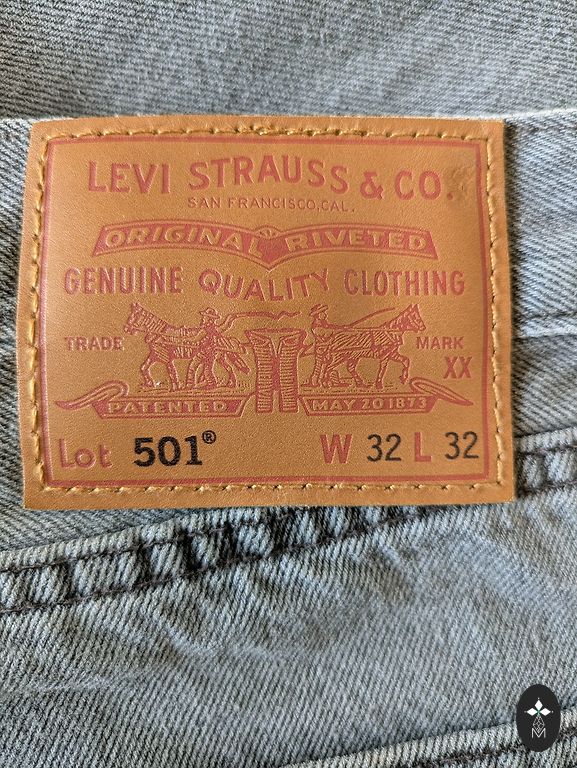 LEVI STRAUSS & CO.
SAN FRANCISCO, CAL.
ORIGINAL RIVETED
GENUINE QUALITY CLOTHING
TRADE MARK
XX
PATENTED MAY 20 1873
Lot 501® W 32 L 32
M